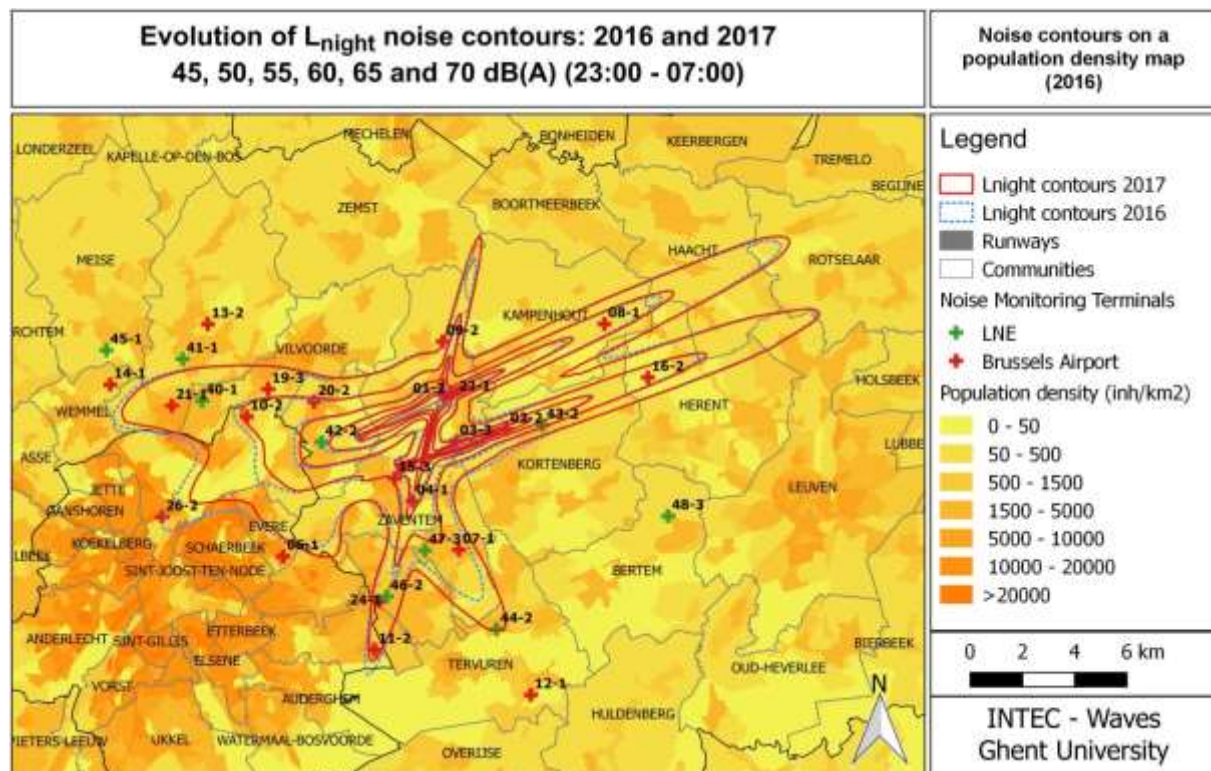 Evolution of Lnight noise contours: 2016 and 2017
45, 50, 55, 60, 65 and 70 dB(A) (23:00 - 07:00)
Noise contours on a
population density map
(2016)
LONDERZEEL
KAPELLE-OP-DEN-BOS
MECHELEN
BONHEIDEN
KEERBERGEN
TREMELO
BEGIJNE
ZEMST
BOORTMEERBEEK
HAACHT
ROTSELAAR
MEISE
KAMPENHOUT
08-1
13-2
09-2
RCHTEM
45-1
41-1
VILVOORDE
14-1
19-3
16-2
HOLSBEEK
WEMMEL
21-1
40-1
20-2
10-2
HERENT
42-2
03-3
02-2
43-2
LUBBE
ASSE
KORTENBERG
15-3
JETTE
LEUVEN
04-1
26-2
48-3
EVERE
ZAVENTEM
KOEKELBERG
SCHAERBEEK
06-1
47-3
07-1
LBEEK
SINT-JOOST-TEN-NODE
BERTEM
46-2
24-1
44-2
ANDERLECHT
SINT-GILLIS
ETTERBEEK
11-2
BIERBEEK
ELSENE
TERVUREN
OUD-HEVERLEE
VORST
AUDERGHEM
12-1
HULDENBERG
PIETERS-LEEUW
UKKEL
WATERMAAL-BOSVOORDE
OVERIJSE
N
Legend
Lnight contours 2017
Lnight contours 2016
Runways
Communities
Noise Monitoring Terminals
LNE
Brussels Airport
Population density (inh/km2)
0 - 50
50 - 500
500 - 1500
1500 - 5000
5000 - 10000
10000 - 20000
>20000
0 2 4 6 km
INTEC - Waves
Ghent University